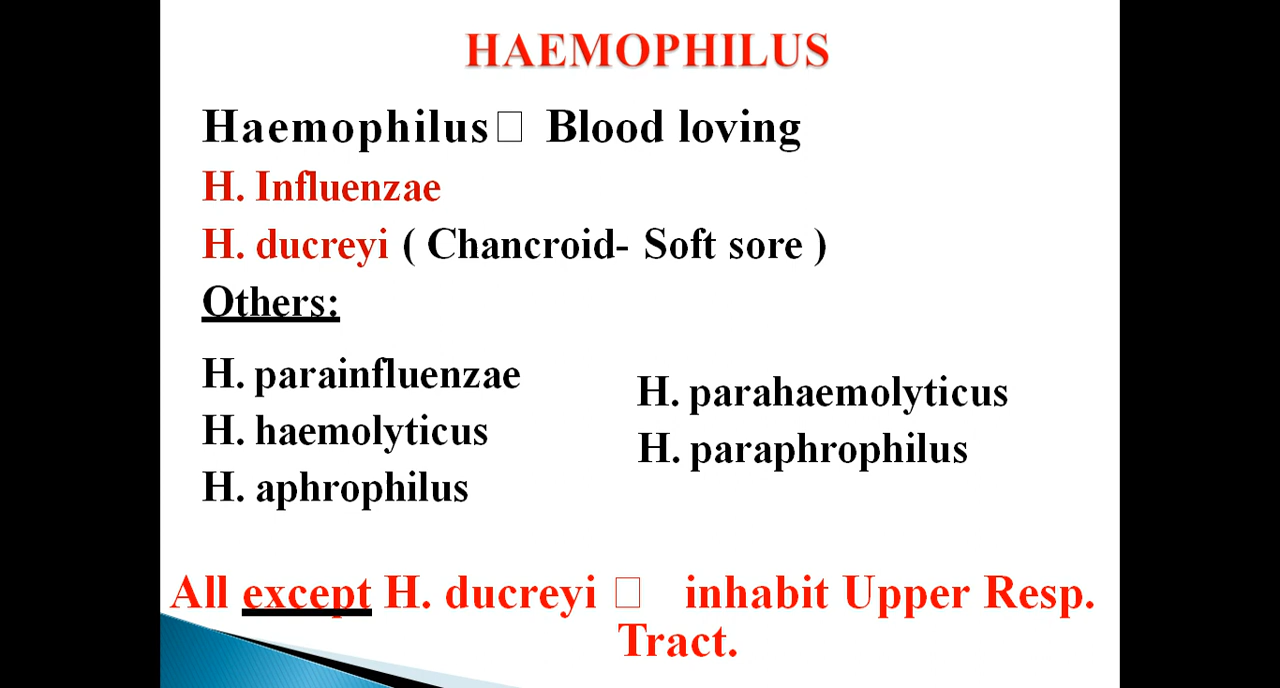 HAEMOPHILUS
Haemophilus□ Blood loving
H. Influenzae
H. ducreyi ( Chancroid- Soft sore )
Others:
H. parainfluenzae
H. haemolyticus
H. aphrophilus
H. parahaemolyticus
H. paraphrophilus
All except H. ducreyi □ inhabit Upper Resp.
Tract.